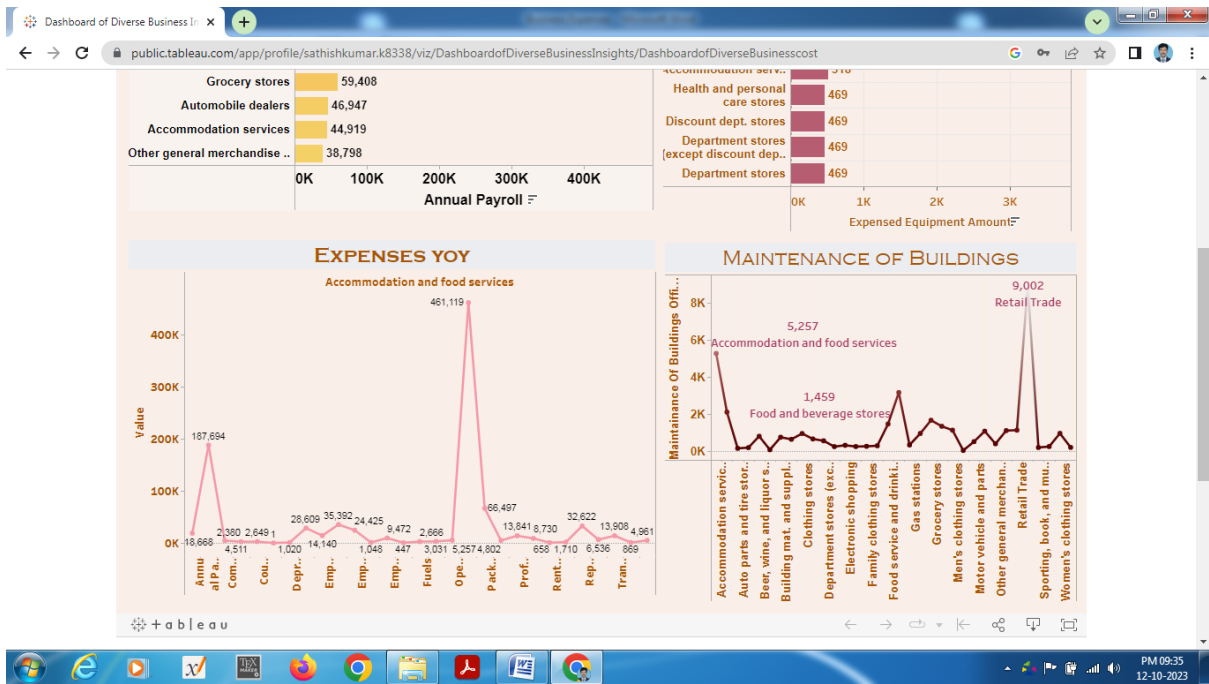 Dashboard of Diverse Business In
public.tableau.com/app/profile/sathishkumar.k8338/viz/DashboardofDiverseBusinessInsights/DashboardofDiverseBusinesscost
Grocery stores 59,408
Automobile dealers 46,947
Accommodation services 44,919
Other general merchandise .. 38,798
0K 100K 200K 300K 400K
Annual Payroll
Health and personal
care stores 469
Discount dept. stores 469
Department stores
(except discount dep.. 469
Department stores 469
0K 1K 2K 3K
Expensed Equipment Amount
EXPENSES YOY
Accommodation and food services
Value
400K
300K
200K
100K
0K
18,668
187,694
2,380
4,511
2,649
1
1,020
28,609
14,140
35,392
24,425
1,048
9,472
447
2,666
3,031
461,119
5,257
66,497
4,802
13,841
658
8,730
1,710
32,622
6,536
13,908
869
4,961
Annu
al Pa..
Com..
Cou..
Depr..
Emp..
Emp..
Emp..
Fuels
Ope..
Pack..
Prof..
Rent..
Rep..
Tran..
MAINTENANCE OF BUILDINGS
Maintainance Of Buildings Offi...
8K
6K
4K
2K
0K
9,002
Retail Trade
5,257
Accommodation and food services
1,459
Food and beverage stores
Accommodation servic..
Auto parts and tire stor..
Beer, wine, and liquor s..
Building mat. and suppl..
Clothing stores
Department stores (exc..
Electronic shopping
Family clothing stores
Food service and drinki..
Gas stations
Grocery stores
Men's clothing stores
Motor vehicle and parts
Other general merchan..
Retail Trade
Sporting, book, and mu..
Women's clothing stores
+ a b l e a u
PM 09:35
12-10-2023